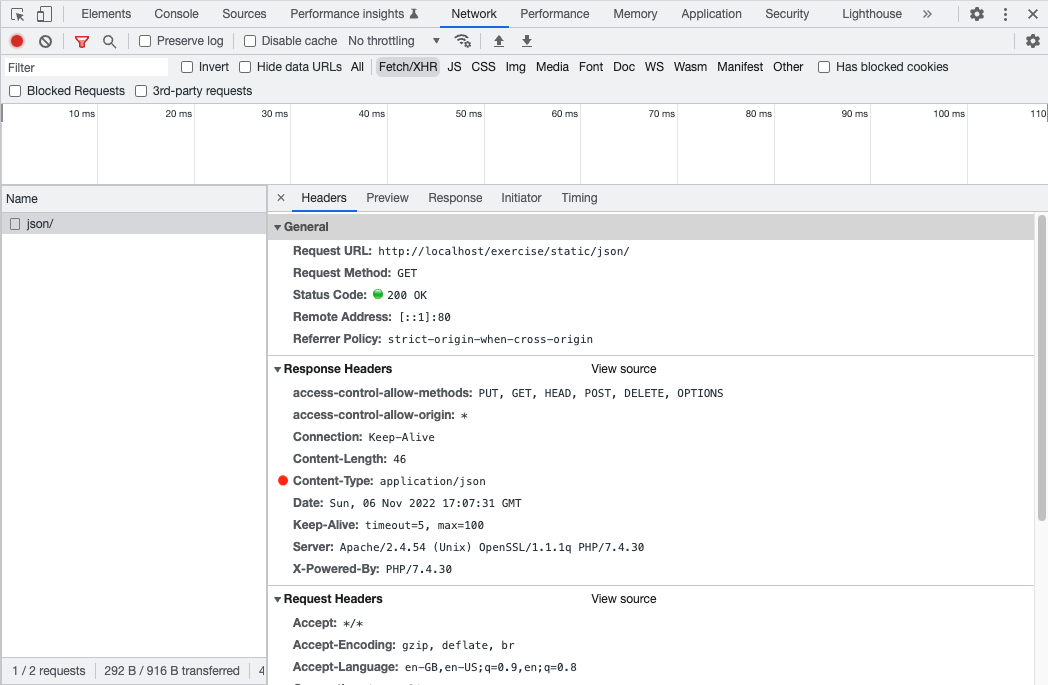 Elements Console Sources Performance insights Network Performance Memory Application Security Lighthouse »
Preserve log Disable cache No throttling
Filter Invert Hide data URLs All Fetch/XHR JS CSS Img Media Font Doc WS Wasm Manifest Other Has blocked cookies
Blocked Requests 3rd-party requests
10 ms 20 ms 30 ms 40 ms 50 ms 60 ms 70 ms 80 ms 90 ms 100 ms 110
Name
json/
× Headers Preview Response Initiator Timing
General
Request URL: http://localhost/exercise/static/json/
Request Method: GET
Status Code: 200 OK
Remote Address: [::1]:80
Referrer Policy: strict-origin-when-cross-origin
Response Headers View source
access-control-allow-methods: PUT, GET, HEAD, POST, DELETE, OPTIONS
access-control-allow-origin: *
Connection: Keep-Alive
Content-Length: 46
Content-Type: application/json
Date: Sun, 06 Nov 2022 17:07:31 GMT
Keep-Alive: timeout=5, max=100
Server: Apache/2.4.54 (Unix) OpenSSL/1.1.1q PHP/7.4.30
X-Powered-By: PHP/7.4.30
Request Headers View source
Accept: */*
Accept-Encoding: gzip, deflate, br
Accept-Language: en-GB,en-US;q=0.9,en;q=0.8
1 / 2 requests 292 B / 916 B transferred 4